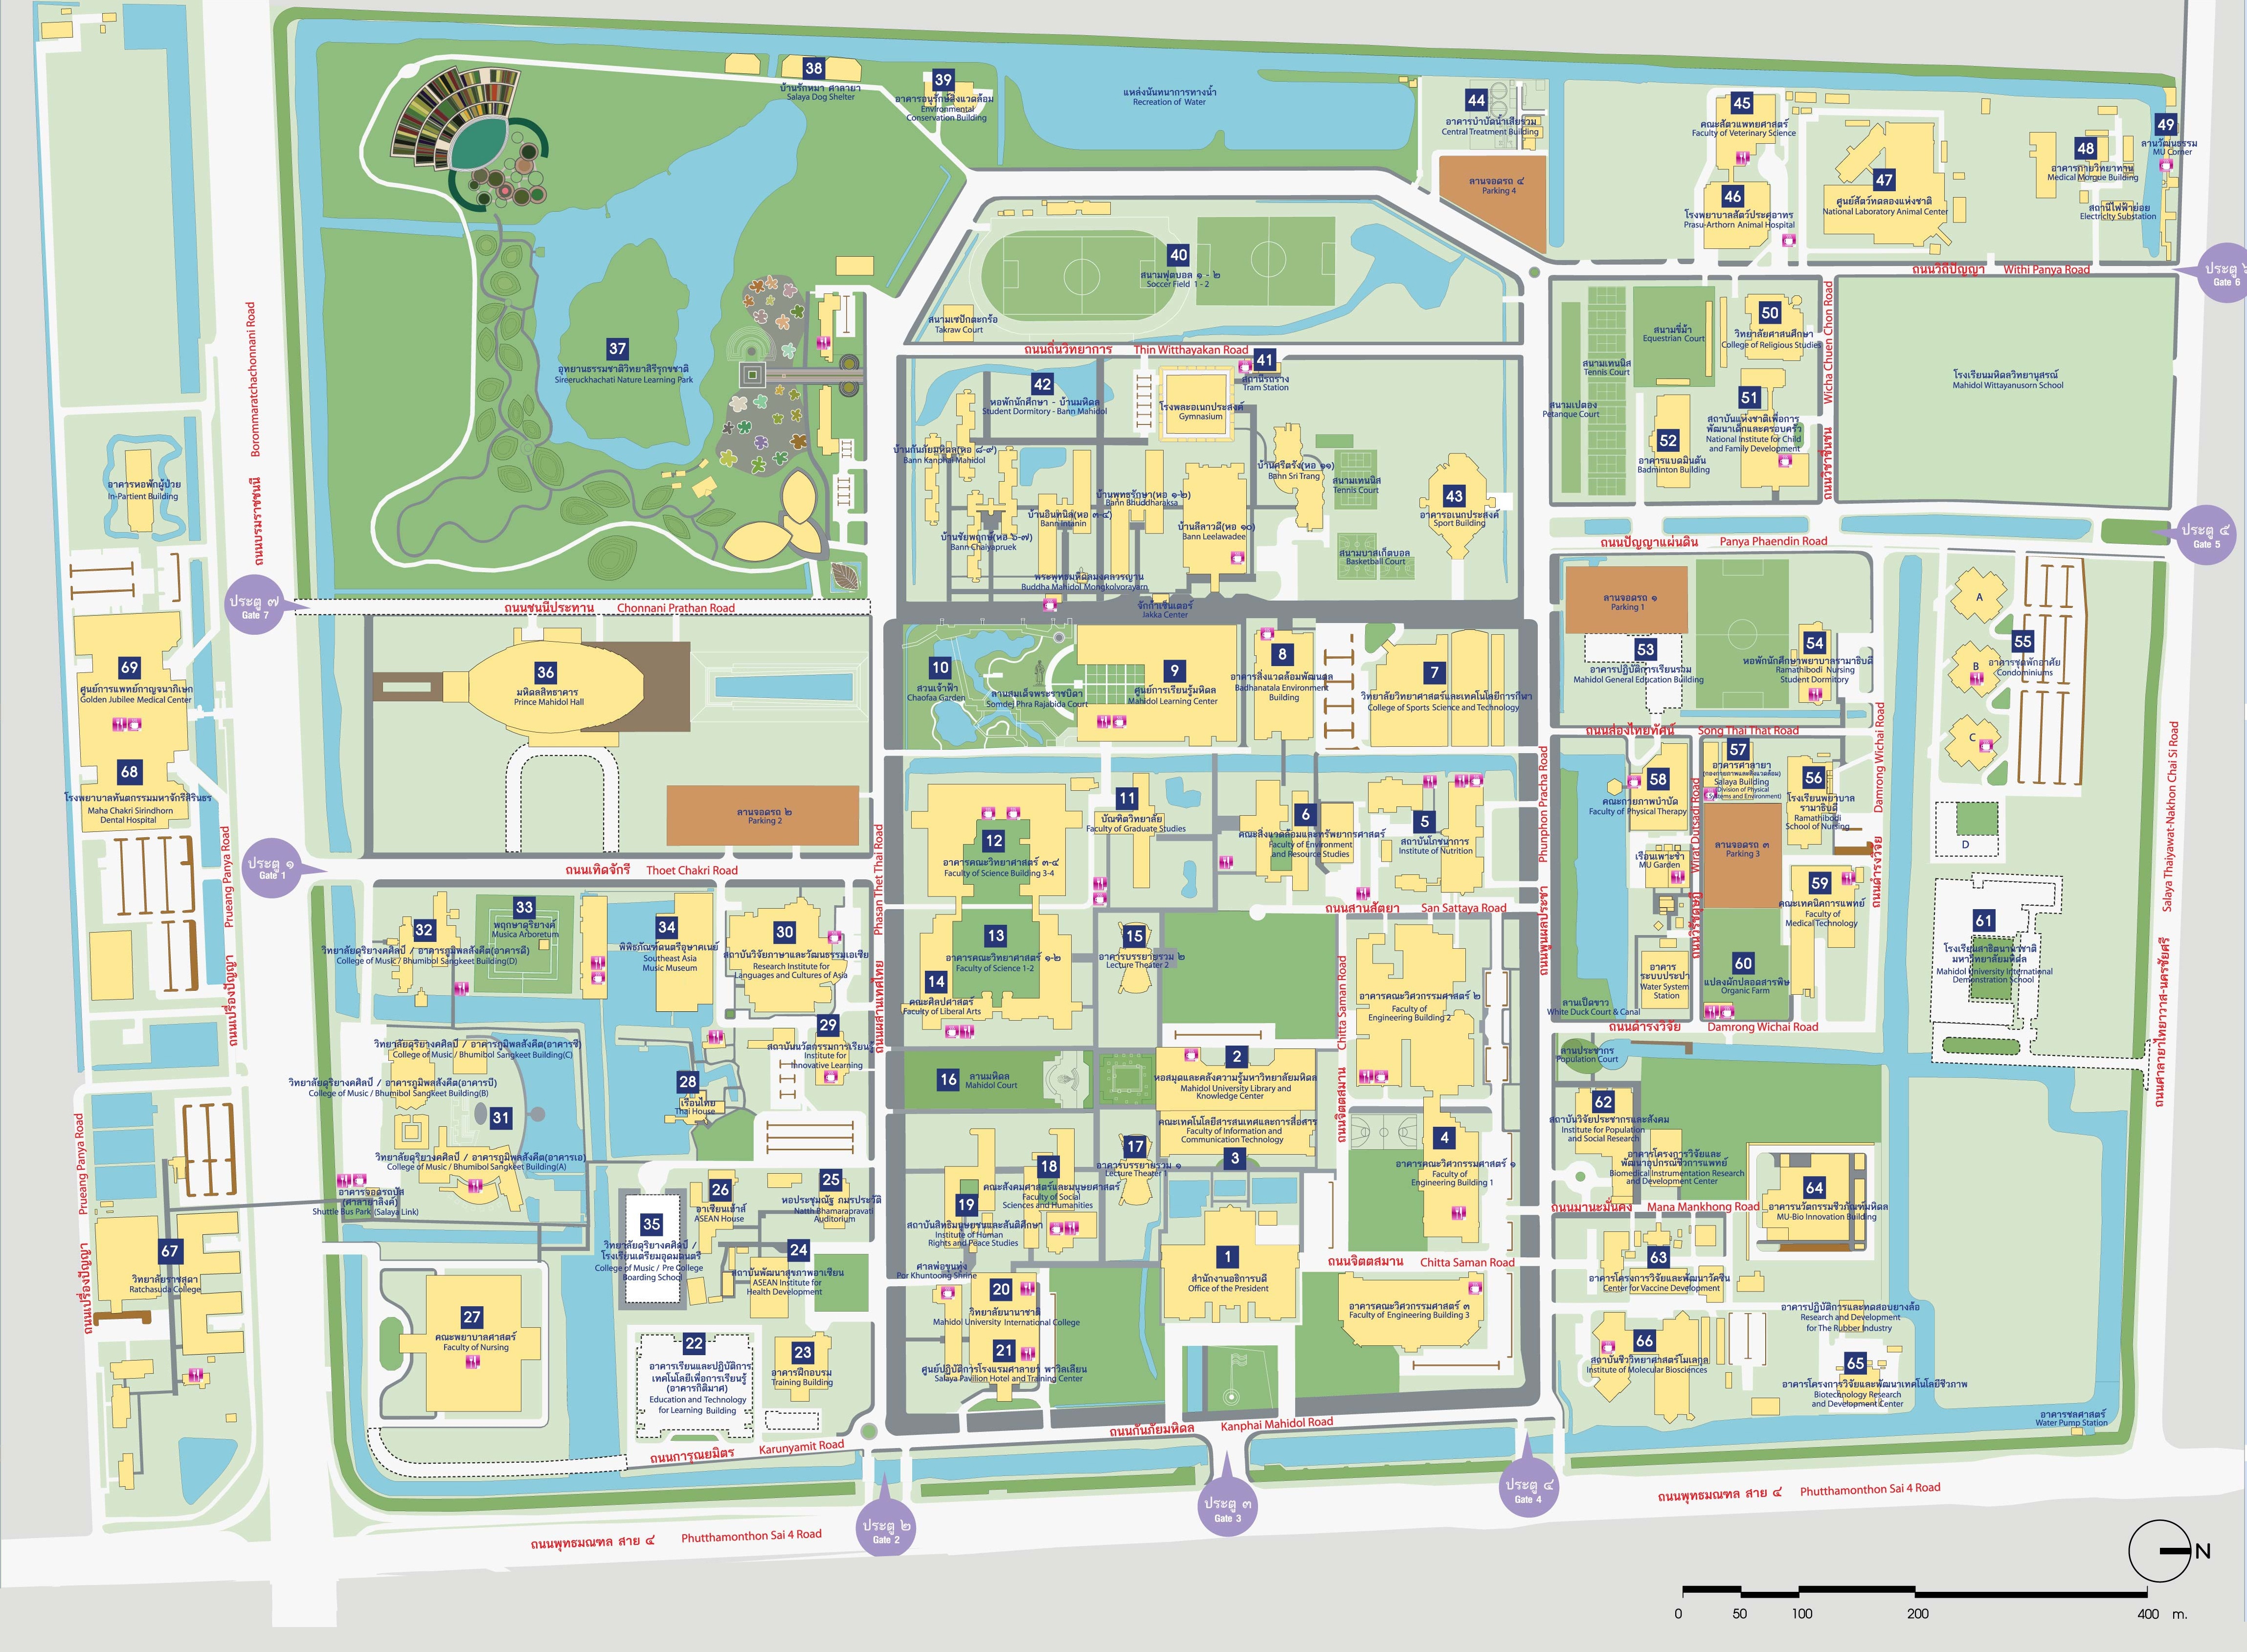 38
บ้านรักหมา ศาลายา
Salaya Dog Shelter
39
อาคารอนุรักษ์สิ่งแวดล้อม
Environmental
Conservation Building
แหล่งนันทนาการทางน้ำ
Recreation of Water
44
อาคารบำบัดน้ำเสียรวม
Central Treatment Building
ลานจอดรถ ๔
Parking 4
45
คณะสัตวแพทยศาสตร์
Faculty of Veterinary Science
46
โรงพยาบาลสัตว์ประศุอาทร
Prasu-Arthorn Animal Hospital
47
ศูนย์สัตว์ทดลองแห่งชาติ
National Laboratory Animal Center
48
อาคารกายวิทยาทาน
Medical Morgue Building
สถานีไฟฟ้าย่อย
Electricity Substation
49
ลานวัฒนธรรม
MU Corner
ถนนวิถีปัญญา Withi Panya Road
ประตู ๖
Gate 6
40
สนามฟุตบอล ๑ - ๒
Soccer Field 1 - 2
สนามเซปักตะกร้อ
Takraw Court
ถนนถิ่นวิทยาการ Thin Witthayakan Road
37
อุทยานธรรมชาติวิทยาสิรีรุกขชาติ
Sireeruckhachati Nature Learning Park
ถนนบรมราชชนนี Borommaratchachonnani Road
อาคารหอพักผู้ป่วย
In-Partient Building
41
สถานีรถราง
Tram Station
42
หอพักนักศึกษา - บ้านมหิดล
Student Dormitory - Bann Mahidol
โรงพละอเนกประสงค์
Gymnasium
บ้านกันภัยมหิดล(หอ ๘-๙)
Bann Kanphai Mahidol
บ้านพุทธรักษา(หอ ๑-๒)
Bann Bhuddharaksa
บ้านอินทนิล(หอ ๓-๔)
Bann Intanin
บ้านชัยพฤกษ์(หอ ๖-๗)
Bann Chaiyapruek
บ้านลีลาวดี(หอ ๑๐)
Bann Leelawadee
บ้านศรีตรัง(หอ ๑๑)
Bann Sri Trang
สนามเทนนิส
Tennis Court
สนามบาสเก็ตบอล
Basketball Court
43
อาคารอเนกประสงค์
Sport Building
พระพุทธมหิดลมงคลวรญาณ
Buddha Mahidol Mongkolvorayarn
จักก้าเซ็นเตอร์
Jakka Center
สนามเทนนิส
Tennis Court
สนามเปตอง
Petanque Court
สนามขี่ม้า
Equestrian Court
50
วิทยาลัยศาสนศึกษา
College of Religious Studies
51
สถาบันแห่งชาติเพื่อการ
พัฒนาเด็กและครอบครัว
National Institute for Child
and Family Development
52
อาคารแบดมินตัน
Badminton Building
ถนนวิชาชื่นชน Wicha Chuen Chon Road
โรงเรียนมหิดลวิทยานุสรณ์
Mahidol Wittayanusorn School
ถนนปัญญาแผ่นดิน Panya Phaendin Road
ประตู ๕
Gate 5
ประตู ๗
Gate 7
ถนนชนนีประทาน Chonnani Prathan Road
36
มหิดลสิทธาคาร
Prince Mahidol Hall
ลานจอดรถ ๒
Parking 2
69
ศูนย์การแพทย์กาญจนาภิเษก
Golden Jubilee Medical Center
68
โรงพยาบาลทันตกรรมมหาจักรีสิรินธร
Maha Chakri Sirindhorn
Dental Hospital
10
สวนเจ้าฟ้า
Chaofaa Garden
ลานสมเด็จพระราชบิดา
Somdej Phra Rajabida Court
9
ศูนย์การเรียนรู้มหิดล
Mahidol Learning Center
8
อาคารสิ่งแวดล้อมพัฒนดล
Badhanatala Environment
Building
7
วิทยาลัยวิทยาศาสตร์และเทคโนโลยีการกีฬา
College of Sports Science and Technology
ลานจอดรถ ๑
Parking 1
53
อาคารปฏิบัติการเรียนรวม
Mahidol General Education Building
54
หอพักนักศึกษาพยาบาลรามาธิบดี
Ramathibodi Nursing
Student Dormitory
A
B
C
D
55
อาคารชุดพักอาศัย
Condominiums
ถนนส่องไทยทัศน์ Song Thai That Road
ถนนดำรงวิจัย Damrong Wichai Road
ถนนศาลายาไทยาวาส-นครชัยศรี Salaya Thaiyawat-Nakhon Chai Si Road
ประตู ๑
Gate 1
ถนนเทิดจักรี Thoet Chakri Road
ถนนเปรื่องปัญญา Prueang Panya Road
ถนนผสานเทศไทย Phasan Thet Thai Road
12
อาคารคณะวิทยาศาสตร์ ๓-๔
Faculty of Science Building 3-4
11
บัณฑิตวิทยาลัย
Faculty of Graduate Studies
6
คณะสิ่งแวดล้อมและทรัพยากรศาสตร์
Faculty of Environment
and Resource Studies
5
สถาบันโภชนาการ
Institute of Nutrition
ถนนพูนผลประชา Phunphon Pracha Road
ถนนสานสัตยา San Sattaya Road
58
คณะกายภาพบำบัด
Faculty of Physical Therapy
57
อาคารศาลายา
(กองกายภาพและสิ่งแวดล้อม)
Salaya Building
56
โรงเรียนพยาบาล
รามาธิบดี
Ramathibodi
School of Nursing
ถนนวิรัชดุษฎี Wirat Dutsadi Road
เรือนเพาะชำ
MU Garden
ลานจอดรถ ๓
Parking 3
59
คณะเทคนิคการแพทย์
Faculty of
Medical Technology
60
แปลงผักปลอดสารพิษ
Organic Farm
อาคาร
ระบบประปา
Water System
Station
ลานเป็ดขาว
White Duck Court & Canal
ถนนดำรงวิจัย Damrong Wichai Road
61
โรงเรียนสาธิตนานาชาติ
มหาวิทยาลัยมหิดล
Mahidol University International
Demonstration School
32
วิทยาลัยดุริยางคศิลป์ / อาคารภูมิพลสังคีต(อาคารดี)
College of Music / Bhumibol Sangkeet Building(D)
33
พฤกษาดุริยางค์
Musica Arboretum
34
พิพิธภัณฑ์ดนตรีอุษาคเนย์
Southeast Asia
Music Museum
30
สถาบันวิจัยภาษาและวัฒนธรรมเอเชีย
Research Institute for
Languages and Cultures of Asia
13
อาคารคณะวิทยาศาสตร์ ๑-๒
Faculty of Science 1-2
14
คณะศิลปศาสตร์
Faculty of Liberal Arts
15
อาคารบรรยายรวม ๒
Lecture Theater 2
ถนนจิตตสมาน Chitta Saman Road
อาคารคณะวิศวกรรมศาสตร์ ๒
Faculty of
Engineering Building 2
วิทยาลัยดุริยางคศิลป์ / อาคารภูมิพลสังคีต(อาคารซี)
College of Music / Bhumibol Sangkeet Building(C)
วิทยาลัยดุริยางคศิลป์ / อาคารภูมิพลสังคีต(อาคารบี)
College of Music / Bhumibol Sangkeet Building(B)
31
วิทยาลัยดุริยางคศิลป์ / อาคารภูมิพลสังคีต(อาคารเอ)
College of Music / Bhumibol Sangkeet Building(A)
29
สถาบันนวัตกรรมการเรียนรู้
Institute for
Innovative Learning
28
เรือนไทย
Thai House
16
ลานมหิดล
Mahidol Court
2
หอสมุดและคลังความรู้มหาวิทยาลัยมหิดล
Mahidol University Library and
Knowledge Center
คณะเทคโนโลยีสารสนเทศและการสื่อสาร
Faculty of Information and
Communication Technology
3
4
อาคารคณะวิศวกรรมศาสตร์ ๑
Faculty of
Engineering Building 1
17
อาคารบรรยายรวม ๑
Lecture Theater 1
18
คณะสังคมศาสตร์และมนุษยศาสตร์
Faculty of Social
Sciences and Humanities
19
สถาบันสิทธิมนุษยชนและสันติศึกษา
Institute of Human
Rights and Peace Studies
ลานประชากร
Population Court
62
สถาบันวิจัยประชากรและสังคม
Institute for Population
and Social Research
อาคารโครงการวิจัยและ
พัฒนาอุปกรณ์ชีวการแพทย์
Biomedical Instrumentation Research
and Development Center
64
อาคารนวัตกรรมชีวภัณฑ์มหิดล
MU-Bio Innovation Building
ถนนมานะมั่นคง Mana Mankhong Road
ถนนเปรื่องปัญญา Prueang Panya Road
อาคารจอดรถบัส
(ศาลายาลิงค์)
Shuttle Bus Park (Salaya Link)
67
วิทยาลัยราชสุดา
Ratchasuda College
35
วิทยาลัยดุริยางคศิลป์ /
โรงเรียนเตรียมอุดมดนตรี
College of Music / Pre College
Boarding School
26
อาเซียนเฮ้าส์
ASEAN House
25
หอประชุมณัฐ ภมรประวัติ
Natth Bhamarapravati
Auditorium
24
สถาบันพัฒนาสุขภาพอาเซียน
ASEAN Institute for
Health Development
ศาลพ่อขุนทุ่ง
Por Khuntoong Shrine
20
วิทยาลัยนานาชาติ
Mahidol University International College
21
ศูนย์ปฏิบัติการโรงแรมศาลายา พาวิลเลียน
Salaya Pavilion Hotel and Training Center
1
สำนักงานอธิการบดี
Office of the President
ถนนจิตตสมาน Chitta Saman Road
อาคารคณะวิศวกรรมศาสตร์ ๓
Faculty of Engineering Building 3
63
อาคารโครงการวิจัยและพัฒนาวัคซีน
Center for Vaccine Development
อาคารปฏิบัติการและทดสอบยางล้อ
Research and Development
for The Rubber Industry
66
สถาบันชีววิทยาศาสตร์โมเลกุล
Institute of Molecular Biosciences
65
อาคารโครงการวิจัยและพัฒนาเทคโนโลยีชีวภาพ
Biotechnology Research
and Development Center
อาคารชลศาสตร์
Water Pump Station
27
คณะพยาบาลศาสตร์
Faculty of Nursing
22
อาคารเรียนและปฏิบัติการ
เทคโนโลยีเพื่อการเรียนรู้
(อาคารกิติมาศ)
Education and Technology
for Learning Building
23
อาคารฝึกอบรม
Training Building
ถนนการุณยมิตร Karunyamit Road
ถนนกันภัยมหิดล Kanphai Mahidol Road
ประตู ๒
Gate 2
ประตู ๓
Gate 3
ประตู ๔
Gate 4
ถนนพุทธมณฑล สาย ๔ Phutthamonthon Sai 4 Road
ถนนพุทธมณฑล สาย ๔ Phutthamonthon Sai 4 Road
N
0 50 100 200 400 m.